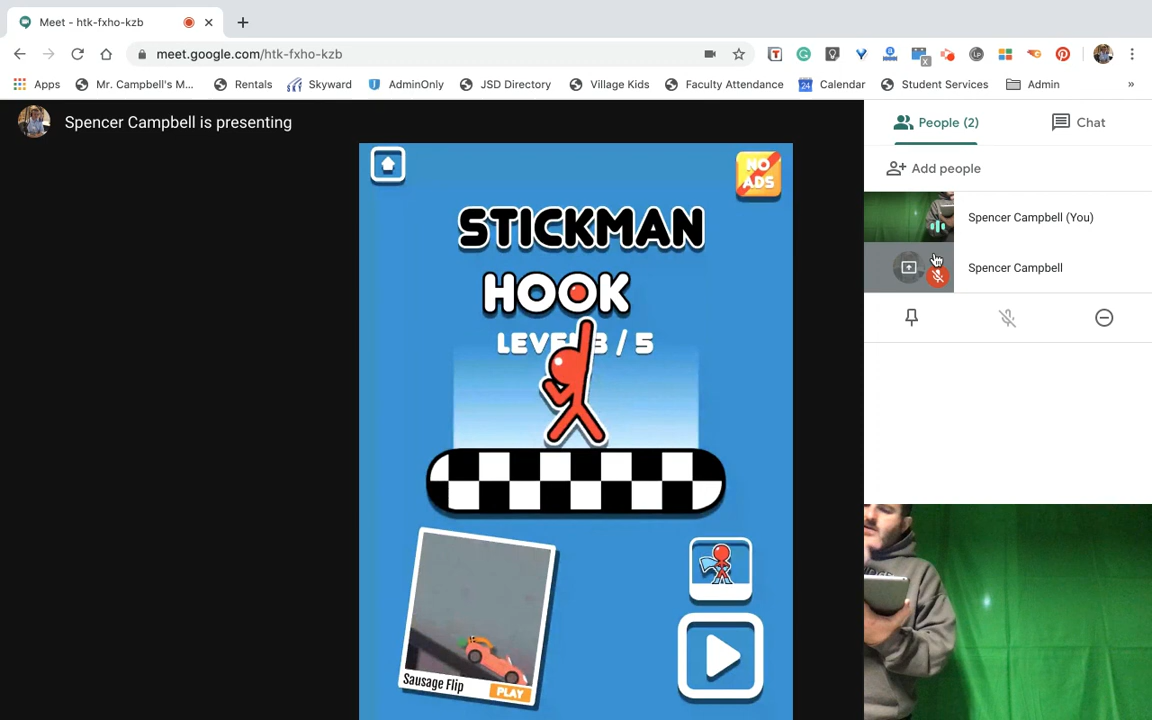 Meet - htk-fxho-kzb
meet.google.com/htk-fxho-kzb
Apps Mr. Campbell's M... Rentals Skyward AdminOnly JSD Directory Village Kids Faculty Attendance 24 Calendar Student Services Admin »
Spencer Campbell is presenting
People (2) Chat
Add people
Spencer Campbell (You)
Spencer Campbell
NO
ADS
STICKMAN
HOOK
LEVEL 3 / 5
Sausage Flip
PLAY